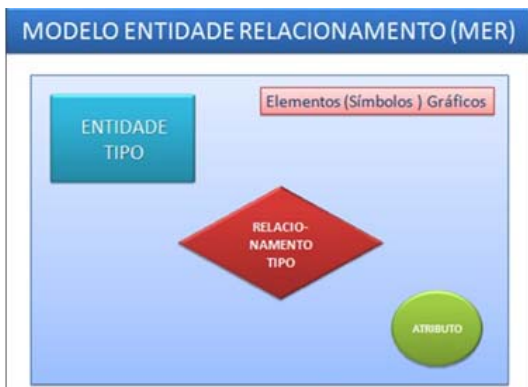 MODELO ENTIDADE RELACIONAMENTO (MER)
Elementos (Símbolos ) Gráficos
ENTIDADE
TIPO
RELACIO-
NAMENTO
TIPO
ATRIBUTO